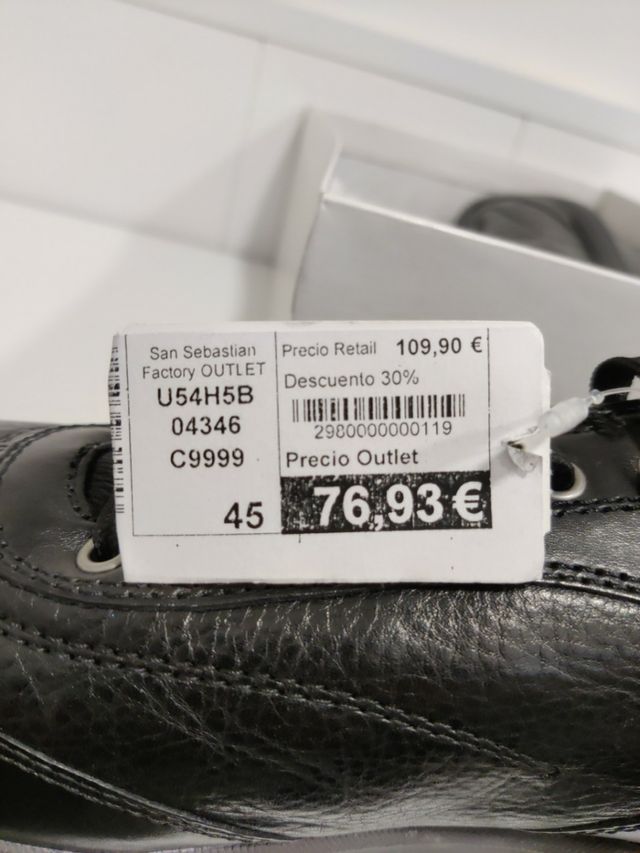 San Sebastian
Factory OUTLET
U54H5B
04346
C9999
45
Precio Retail 109,90 €
Descuento 30%
2980000000119
Precio Outlet
76,93 €